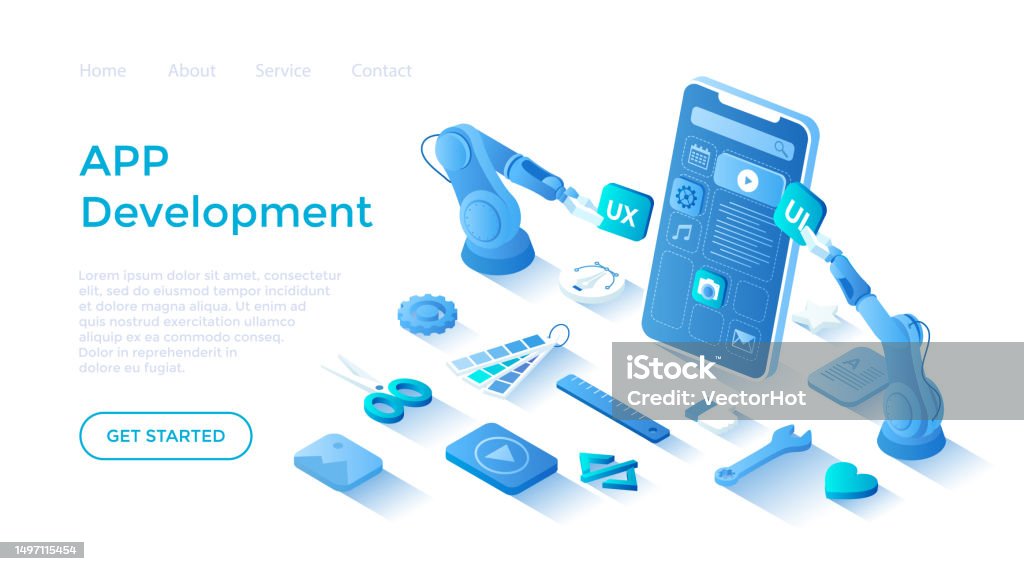 Home About Service Contact
APP
Development
Lorem ipsum dolor sit amet, consectetur
elit, sed do eiusmod tempor incididunt
et dolore magna aliqua. Ut enim ad
quis nostrud exercitation ullamco
ex ea commodo conseq.
Dolor in reprehenderit in
eu fugiat.
GET STARTED
UX
UI
A
iStock
Credit: VectorHot
1497115454